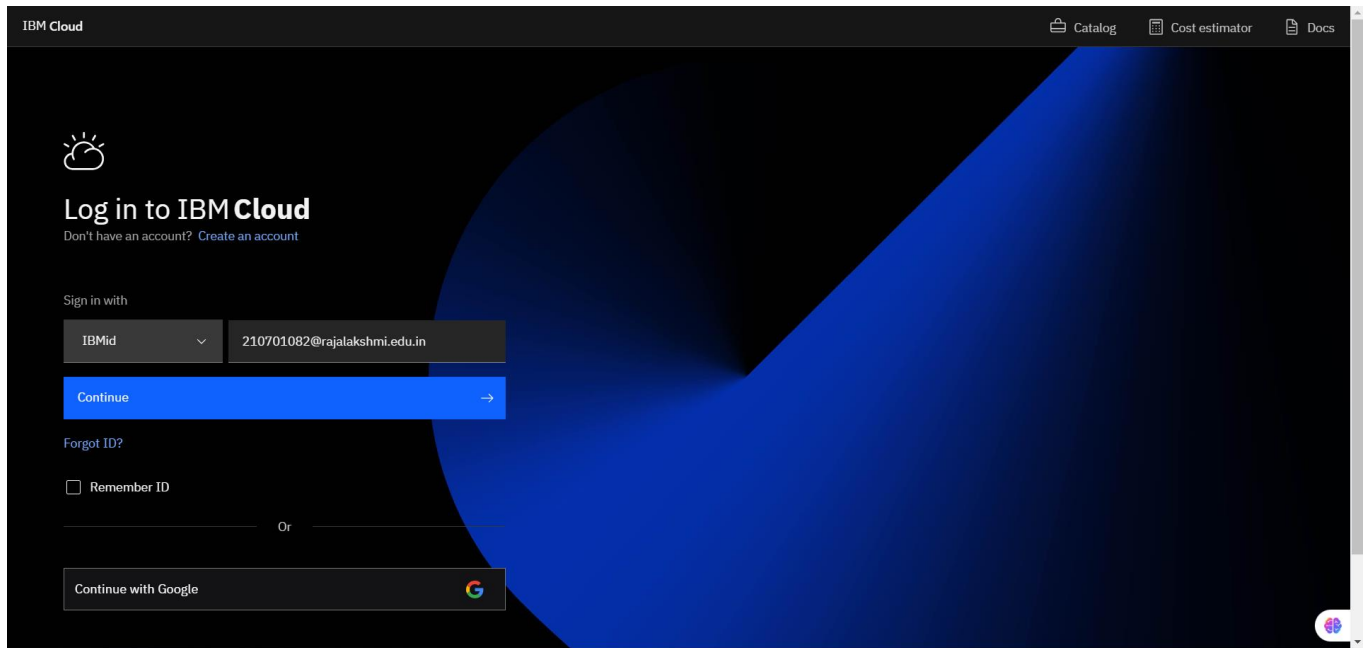 IBM Cloud
Catalog
Cost estimator
Docs
Log in to IBM Cloud
Don't have an account? Create an account
Sign in with
IBMid
210701082@rajalakshmi.edu.in
Continue
Forgot ID?
Remember ID
Or
Continue with Google